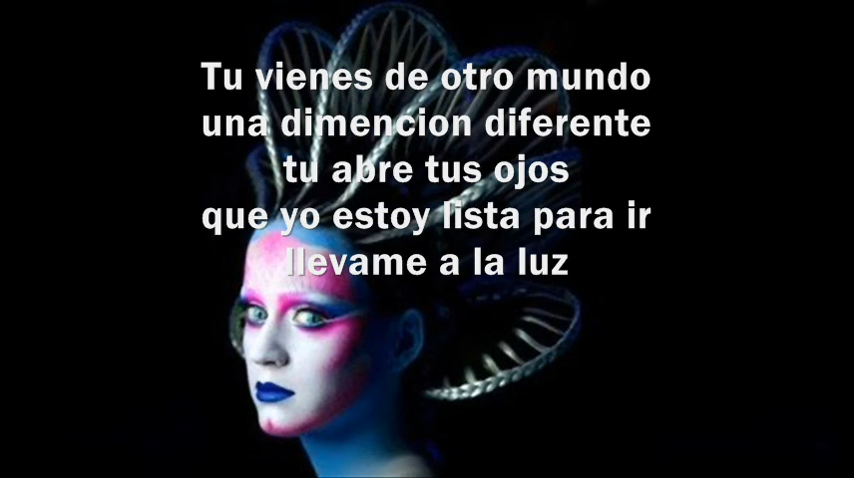 Tu vienes de otro mundo
una dimencion diferente
tu abre tus ojos
que yo estoy lista para ir
llevame a la luz